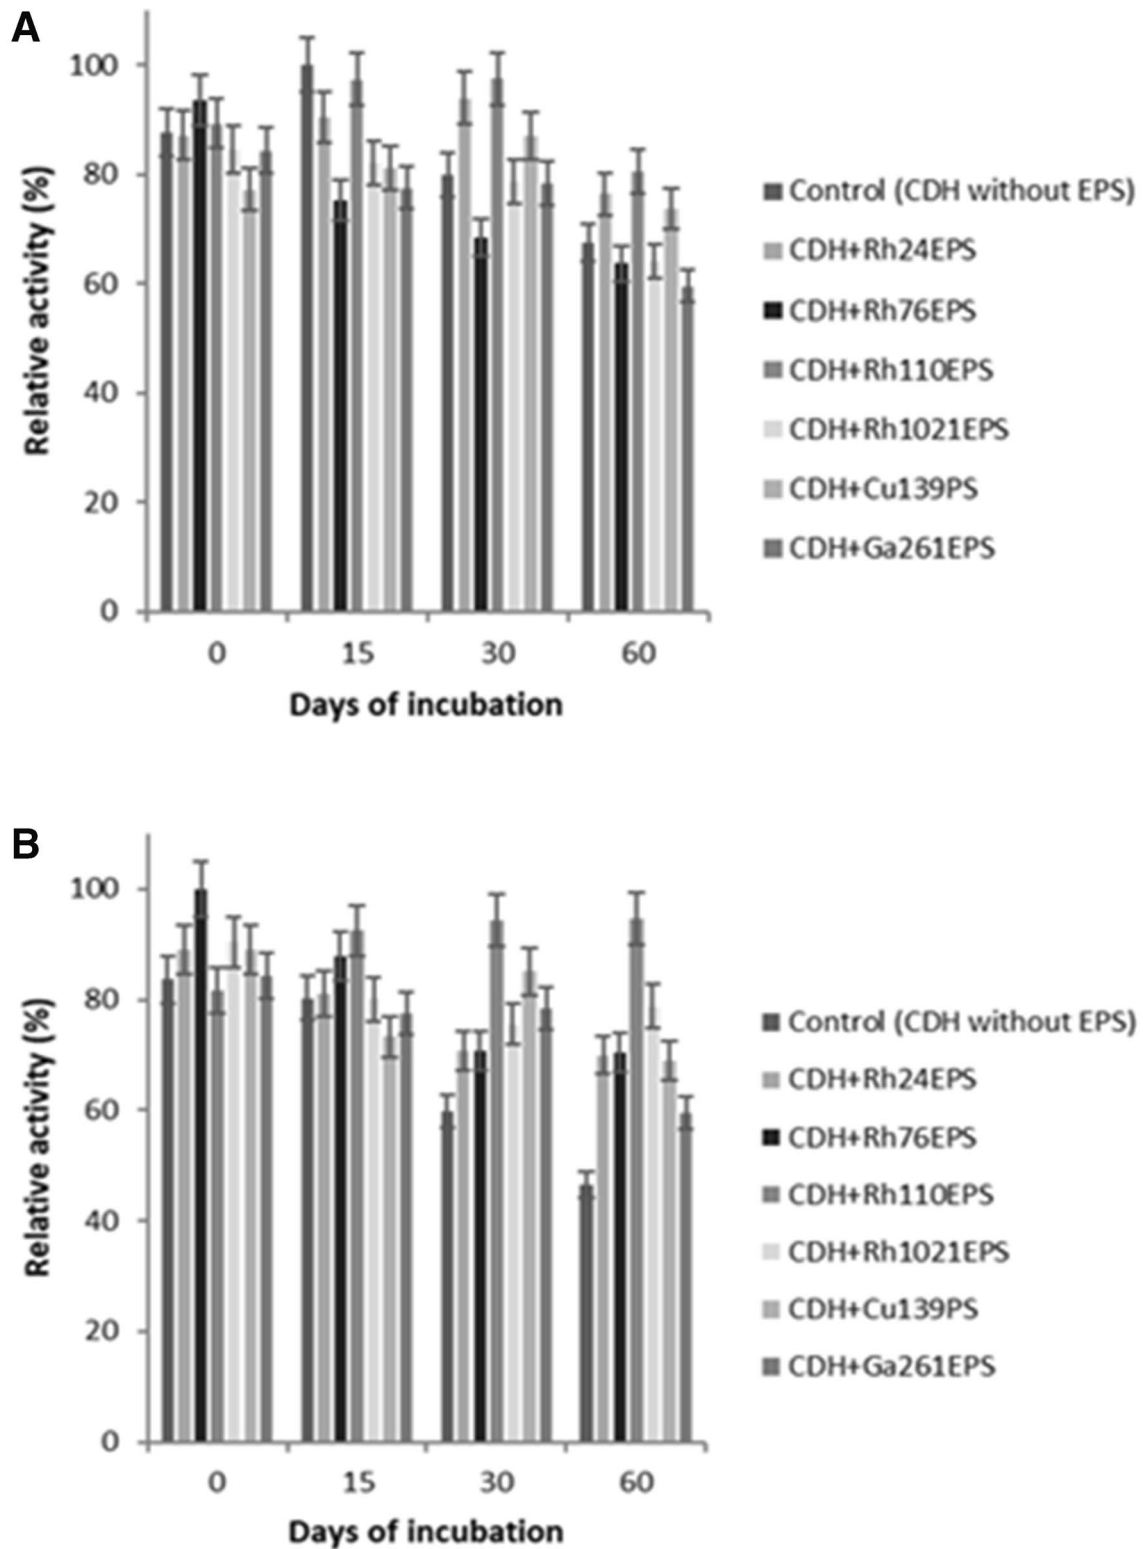 A
100
80
60
40
20
0
Relative activity (%)
0 15 30 60
Days of incubation
Control (CDH without EPS)
CDH+Rh24EPS
CDH+Rh76EPS
CDH+Rh110EPS
CDH+Rh1021EPS
CDH+Cu139PS
CDH+Ga261EPS
B
100
80
60
40
20
0
Relative activity (%)
0 15 30 60
Days of incubation
Control (CDH without EPS)
CDH+Rh24EPS
CDH+Rh76EPS
CDH+Rh110EPS
CDH+Rh1021EPS
CDH+Cu139PS
CDH+Ga261EPS